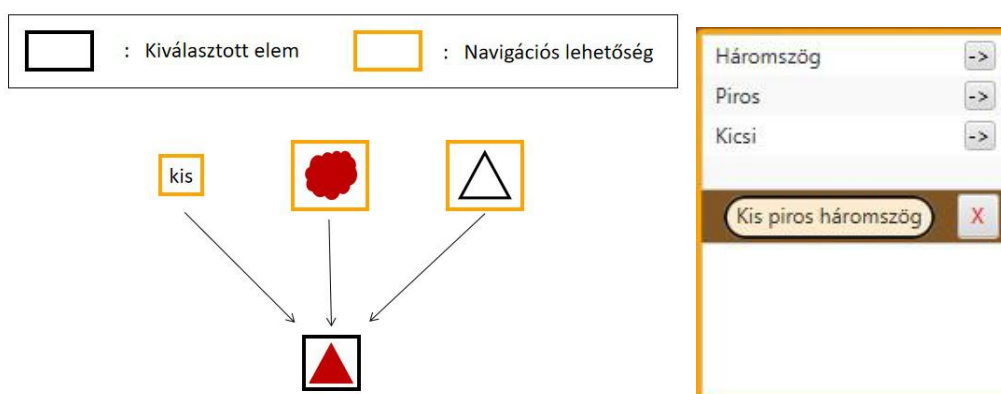 : Kiválasztott elem
: Navigációs lehetőség
kis
Háromszög ->
Piros ->
Kicsi ->
Kis piros háromszög X